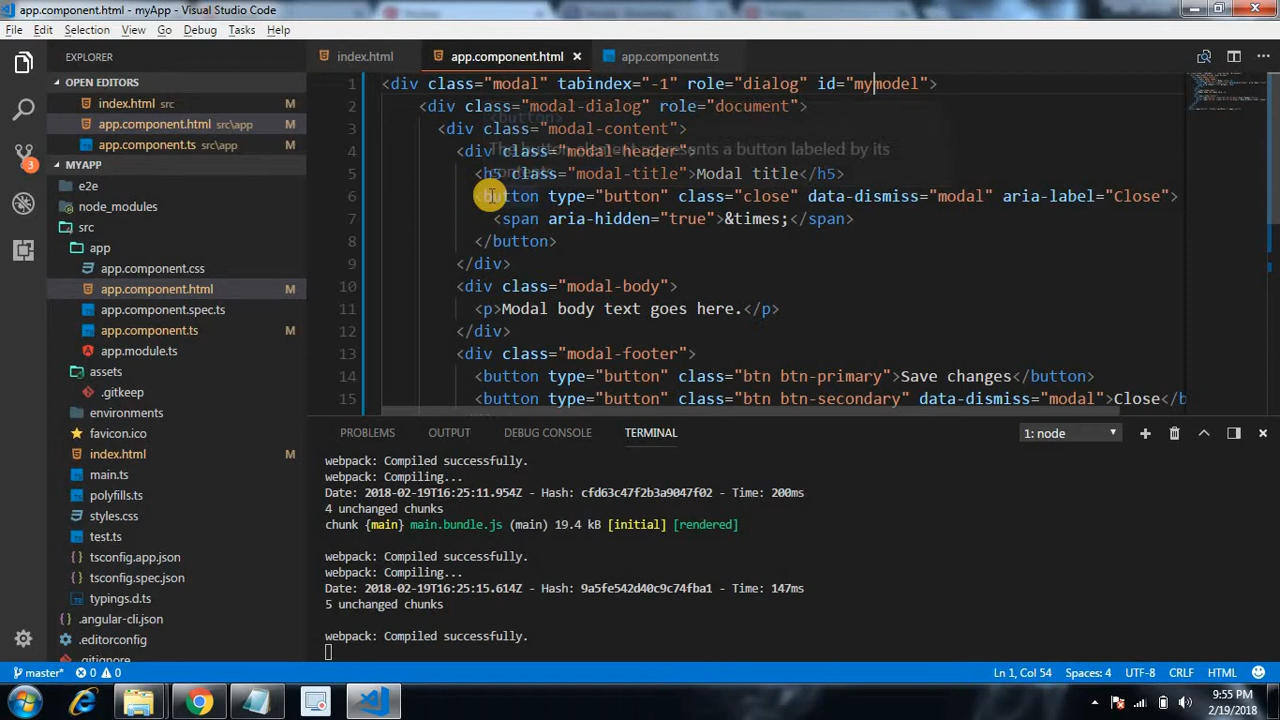 app.component.html - myApp - Visual Studio Code
File Edit Selection View Go Debug Tasks Help
EXPLORER
OPEN EDITORS
index.html src
app.component.html src\app
app.component.ts src\app
MYAPP
e2e
node_modules
src
app
app.component.css
app.component.html M
app.component.spec.ts
app.component.ts M
app.module.ts
assets
.gitkeep
environments
favicon.ico
index.html M
main.ts
polyfills.ts
styles.css
test.ts
tsconfig.app.json
tsconfig.spec.json
typings.d.ts
.angular-cli.json
.editorconfig
.gitignore
3
index.html app.component.html app.component.ts
1 <div class="modal" tabindex="-1" role="dialog" id="mymodel">
2 <div class="modal-dialog" role="document">
<button>
3 <div class="modal-content">
4 <div class="modal-header">
The button element represents a button labeled by its
5 <h5 class="modal-title">Modal title</h5>
6 <button type="button" class="close" data-dismiss="modal" aria-label="Close">
7 <span aria-hidden="true">&times;</span>
8 </button>
9 </div>
10 <div class="modal-body">
11 <p>Modal body text goes here.</p>
12 </div>
13 <div class="modal-footer">
14 <button type="button" class="btn btn-primary">Save changes</button>
15 <button type="button" class="btn btn-secondary" data-dismiss="modal">Close</b
PROBLEMS OUTPUT DEBUG CONSOLE TERMINAL 1: node
webpack: Compiled successfully.
webpack: Compiling...
Date: 2018-02-19T16:25:11.954Z - Hash: cfd63c47f2b3a9047f02 - Time: 200ms
4 unchanged chunks
chunk {main} main.bundle.js (main) 19.4 kB [initial] [rendered]
webpack: Compiled successfully.
webpack: Compiling...
Date: 2018-02-19T16:25:15.614Z - Hash: 9a5fe542d40c9c74fba1 - Time: 147ms
5 unchanged chunks
webpack: Compiled successfully.
master* 0 0 Ln 1, Col 54 Spaces: 4 UTF-8 CRLF HTML
9:55 PM
2/19/2018